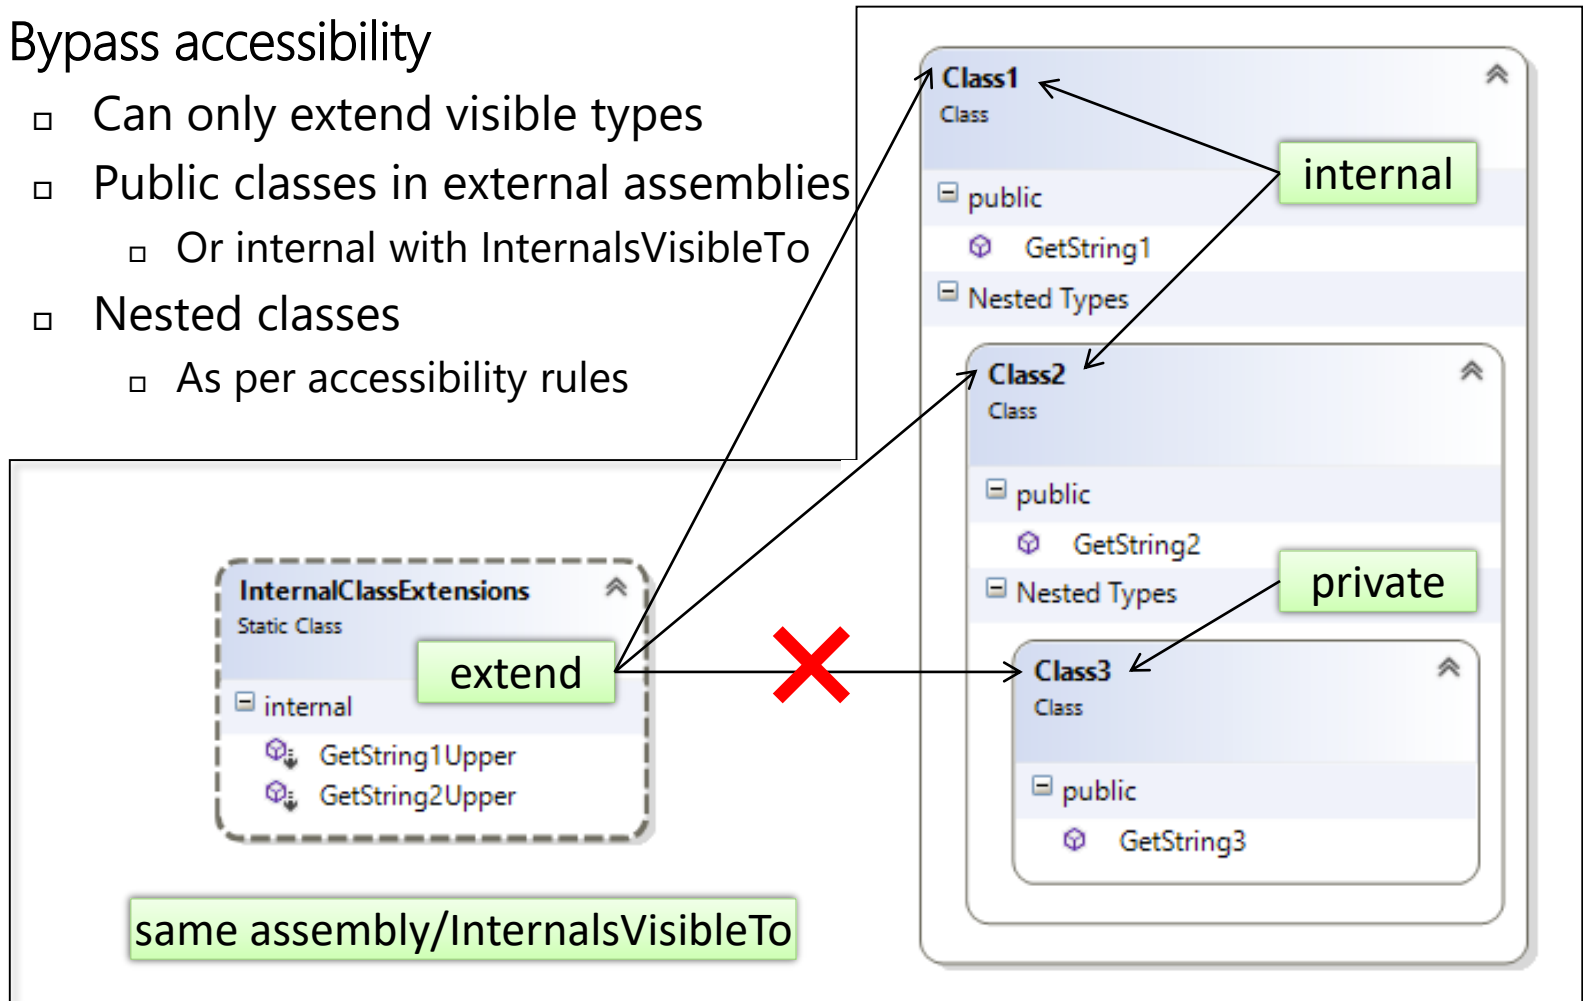 Bypass accessibility
Can only extend visible types
Public classes in external assemblies
Or internal with InternalsVisibleTo
Nested classes
As per accessibility rules
Class1
Class
internal
public
GetString1
Nested Types
Class2
Class
public
GetString2
private
Nested Types
Class3
Class
public
GetString3
InternalClassExtensions
Static Class
extend
internal
GetString1Upper
GetString2Upper
same assembly/InternalsVisibleTo